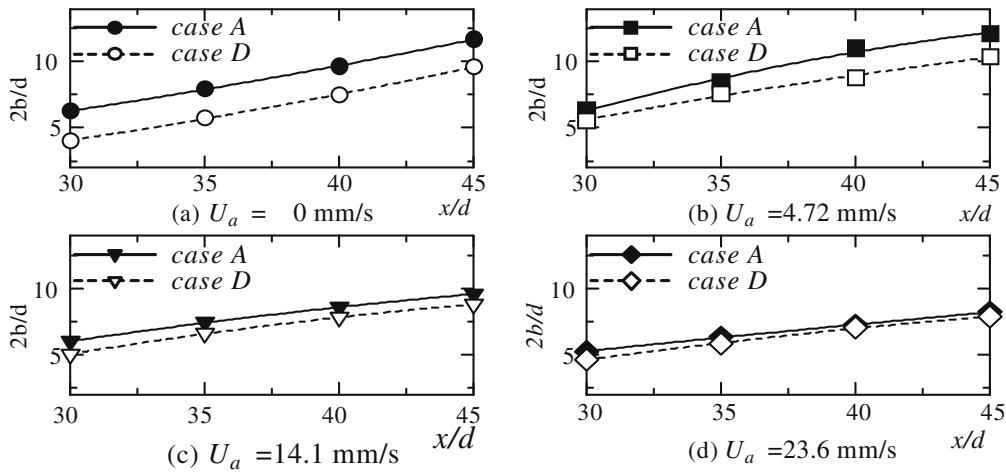 case A
case D
10
5
2b/d
30 35 40 45
(a) U_a = 0 mm/s x/d
case A
case D
10
5
2b/d
30 35 40 45
(b) U_a =4.72 mm/s x/d
case A
case D
10
5
2b/d
30 35 40 45
(c) U_a =14.1 mm/s x/d
case A
case D
10
5
2b/d
30 35 40 45
(d) U_a =23.6 mm/s x/d